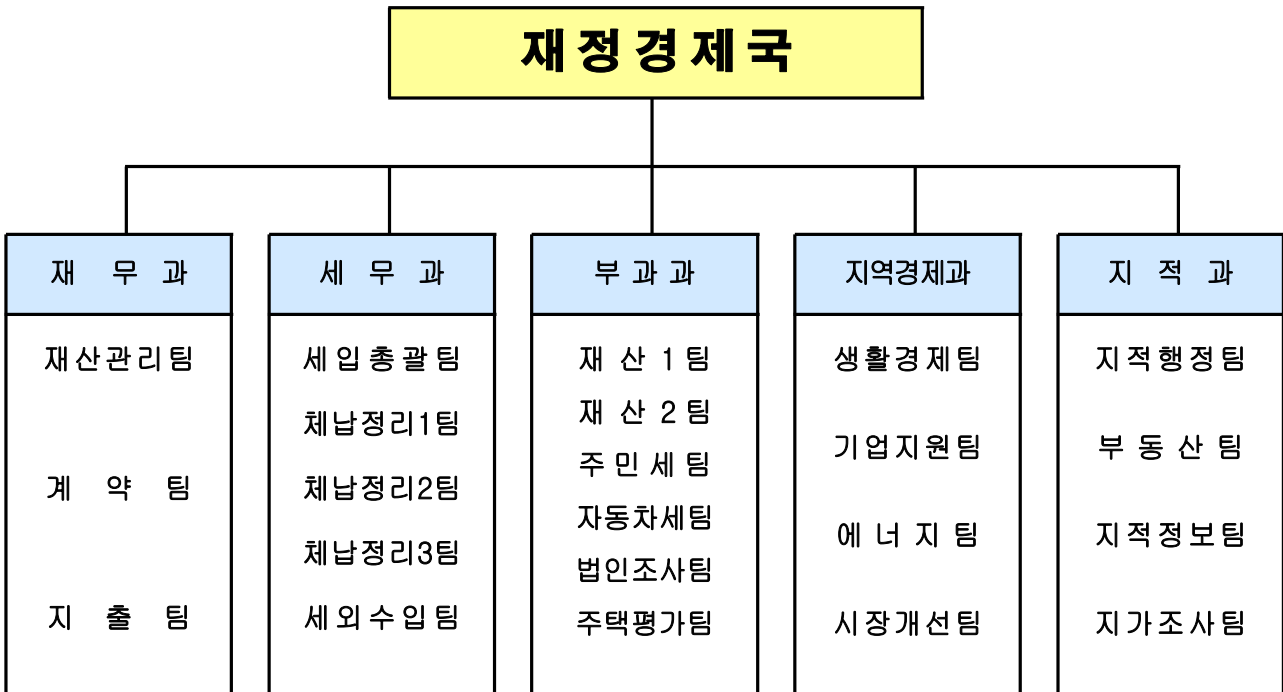 재정경제국
재 무 과
재산관리팀
계 약 팀
지 출 팀
세 무 과
세입총괄팀
체납정리1팀
체납정리2팀
체납정리3팀
세외수입팀
부 과 과
재 산 1 팀
재 산 2 팀
주 민 세 팀
자동차세팀
법인조사팀
주택평가팀
지역경제과
생활경제팀
기업지원팀
에 너 지 팀
시장개선팀
지 적 과
지적행정팀
부 동 산 팀
지적정보팀
지가조사팀